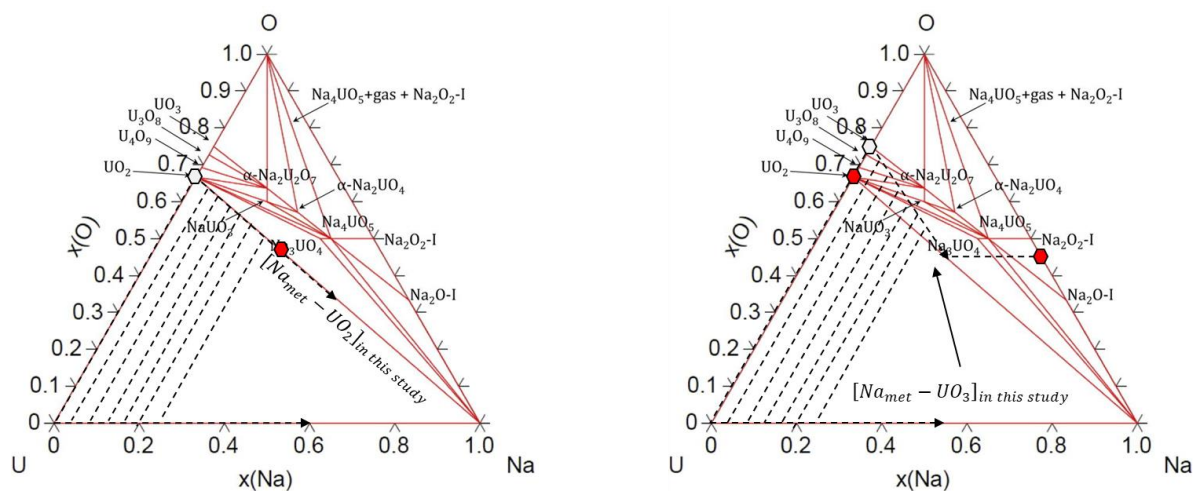 O
1.0
0.9
0.8
0.7
0.6
0.5
0.4
0.3
0.2
0.1
0
x(O)
UO₃
U₃O₈
U₄O₉
UO₂
Na₄UO₅+gas + Na₂O₂-I
α-Na₂U₂O₇
α-Na₂UO₄
NaUO₃
Na₄UO₅
Na₃UO₄
Na₂O₂-I
Na₂O-I
[Na_met − UO₂]in this study
0 0.2 0.4 0.6 0.8 1.0
U
x(Na)
Na
O
1.0
0.9
0.8
0.7
0.6
0.5
0.4
0.3
0.2
0.1
0
x(O)
UO₃
U₃O₈
U₄O₉
UO₂
Na₄UO₅+gas + Na₂O₂-I
α-Na₂U₂O₇
α-Na₂UO₄
NaUO₃
Na₄UO₅
Na₃UO₄
Na₂O₂-I
Na₂O-I
[Na_met − UO₃]in this study
0 0.2 0.4 0.6 0.8 1.0
U
x(Na)
Na